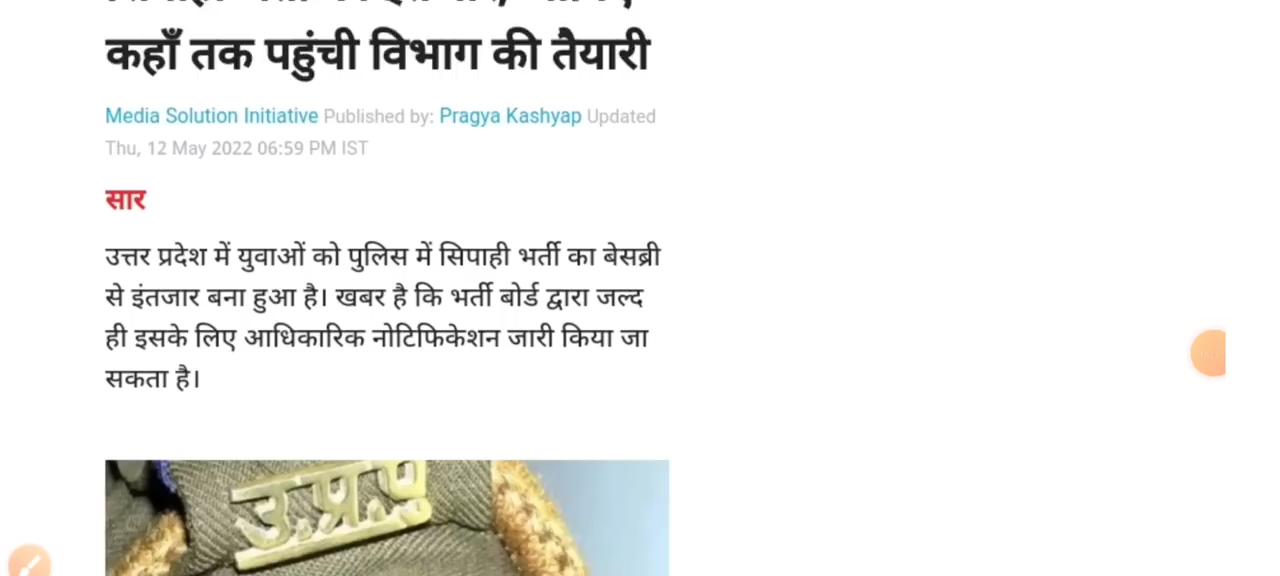 कहाँ तक पहुंची विभाग की तैयारी
Media Solution Initiative Published by: Pragya Kashyap Updated
Thu, 12 May 2022 06:59 PM IST
सार
उत्तर प्रदेश में युवाओं को पुलिस में सिपाही भर्ती का बेसब्री
से इंतजार बना हुआ है। खबर है कि भर्ती बोर्ड द्वारा जल्द
ही इसके लिए आधिकारिक नोटिफिकेशन जारी किया जा
सकता है।
उ.प्र.पु